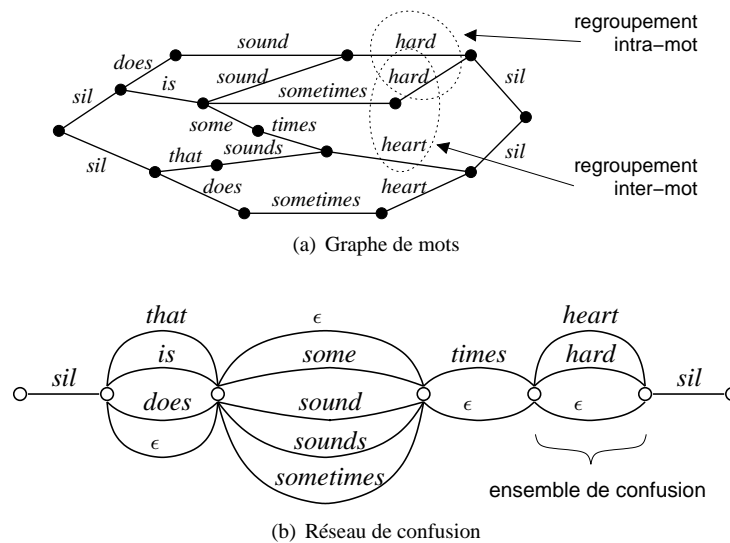 regroupement
intra−mot
sound
hard
does
sound
hard
is
sil
sometimes
sil
some
times
that
sounds
heart
sil
sil
does
heart
regroupement
inter−mot
sometimes
(a) Graphe de mots
that
ϵ
heart
is
some
times
hard
sil
sil
does
sound
ϵ
ϵ
ϵ
sounds
sometimes
ensemble de confusion
(b) Réseau de confusion